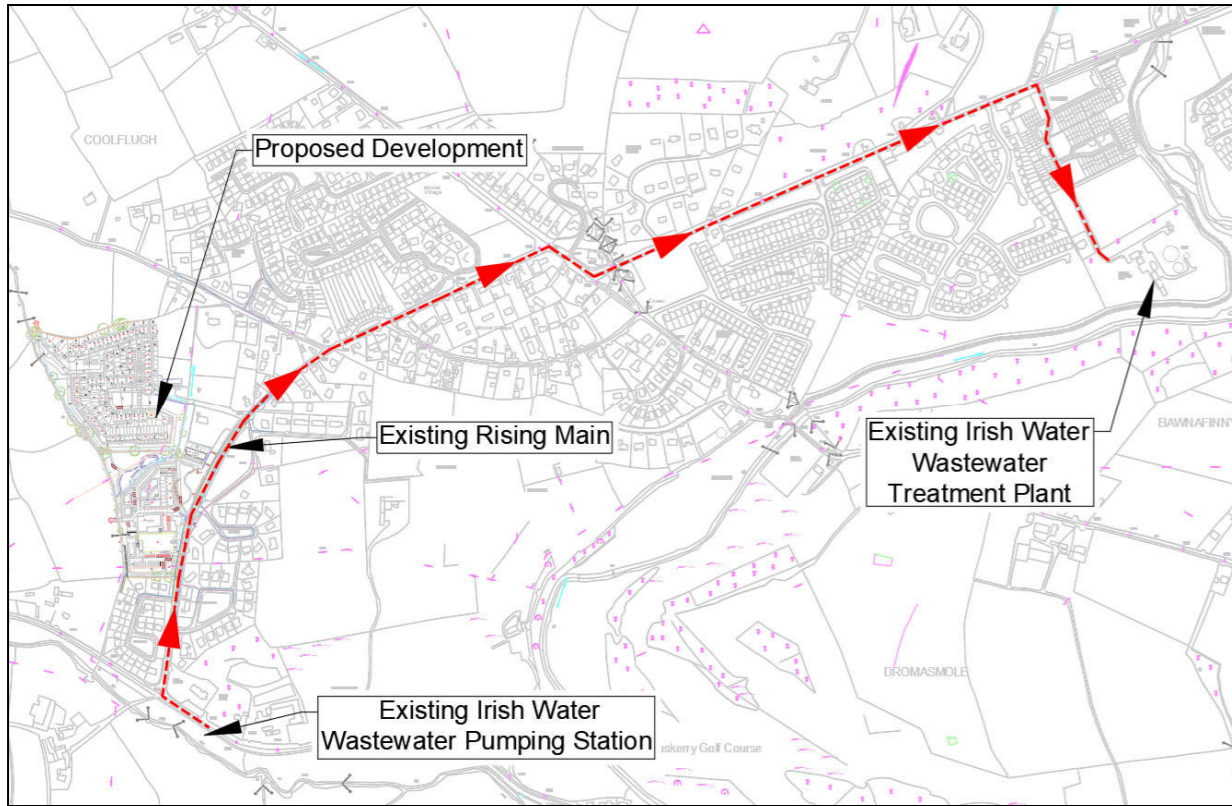 COOLFLUGH
Proposed Development
Existing Rising Main
Existing Irish Water
Wastewater
Treatment Plant
BAWNAFINNY
DROMASMOLE
Existing Irish Water
Wastewater Pumping Station
uskerry Golf Course